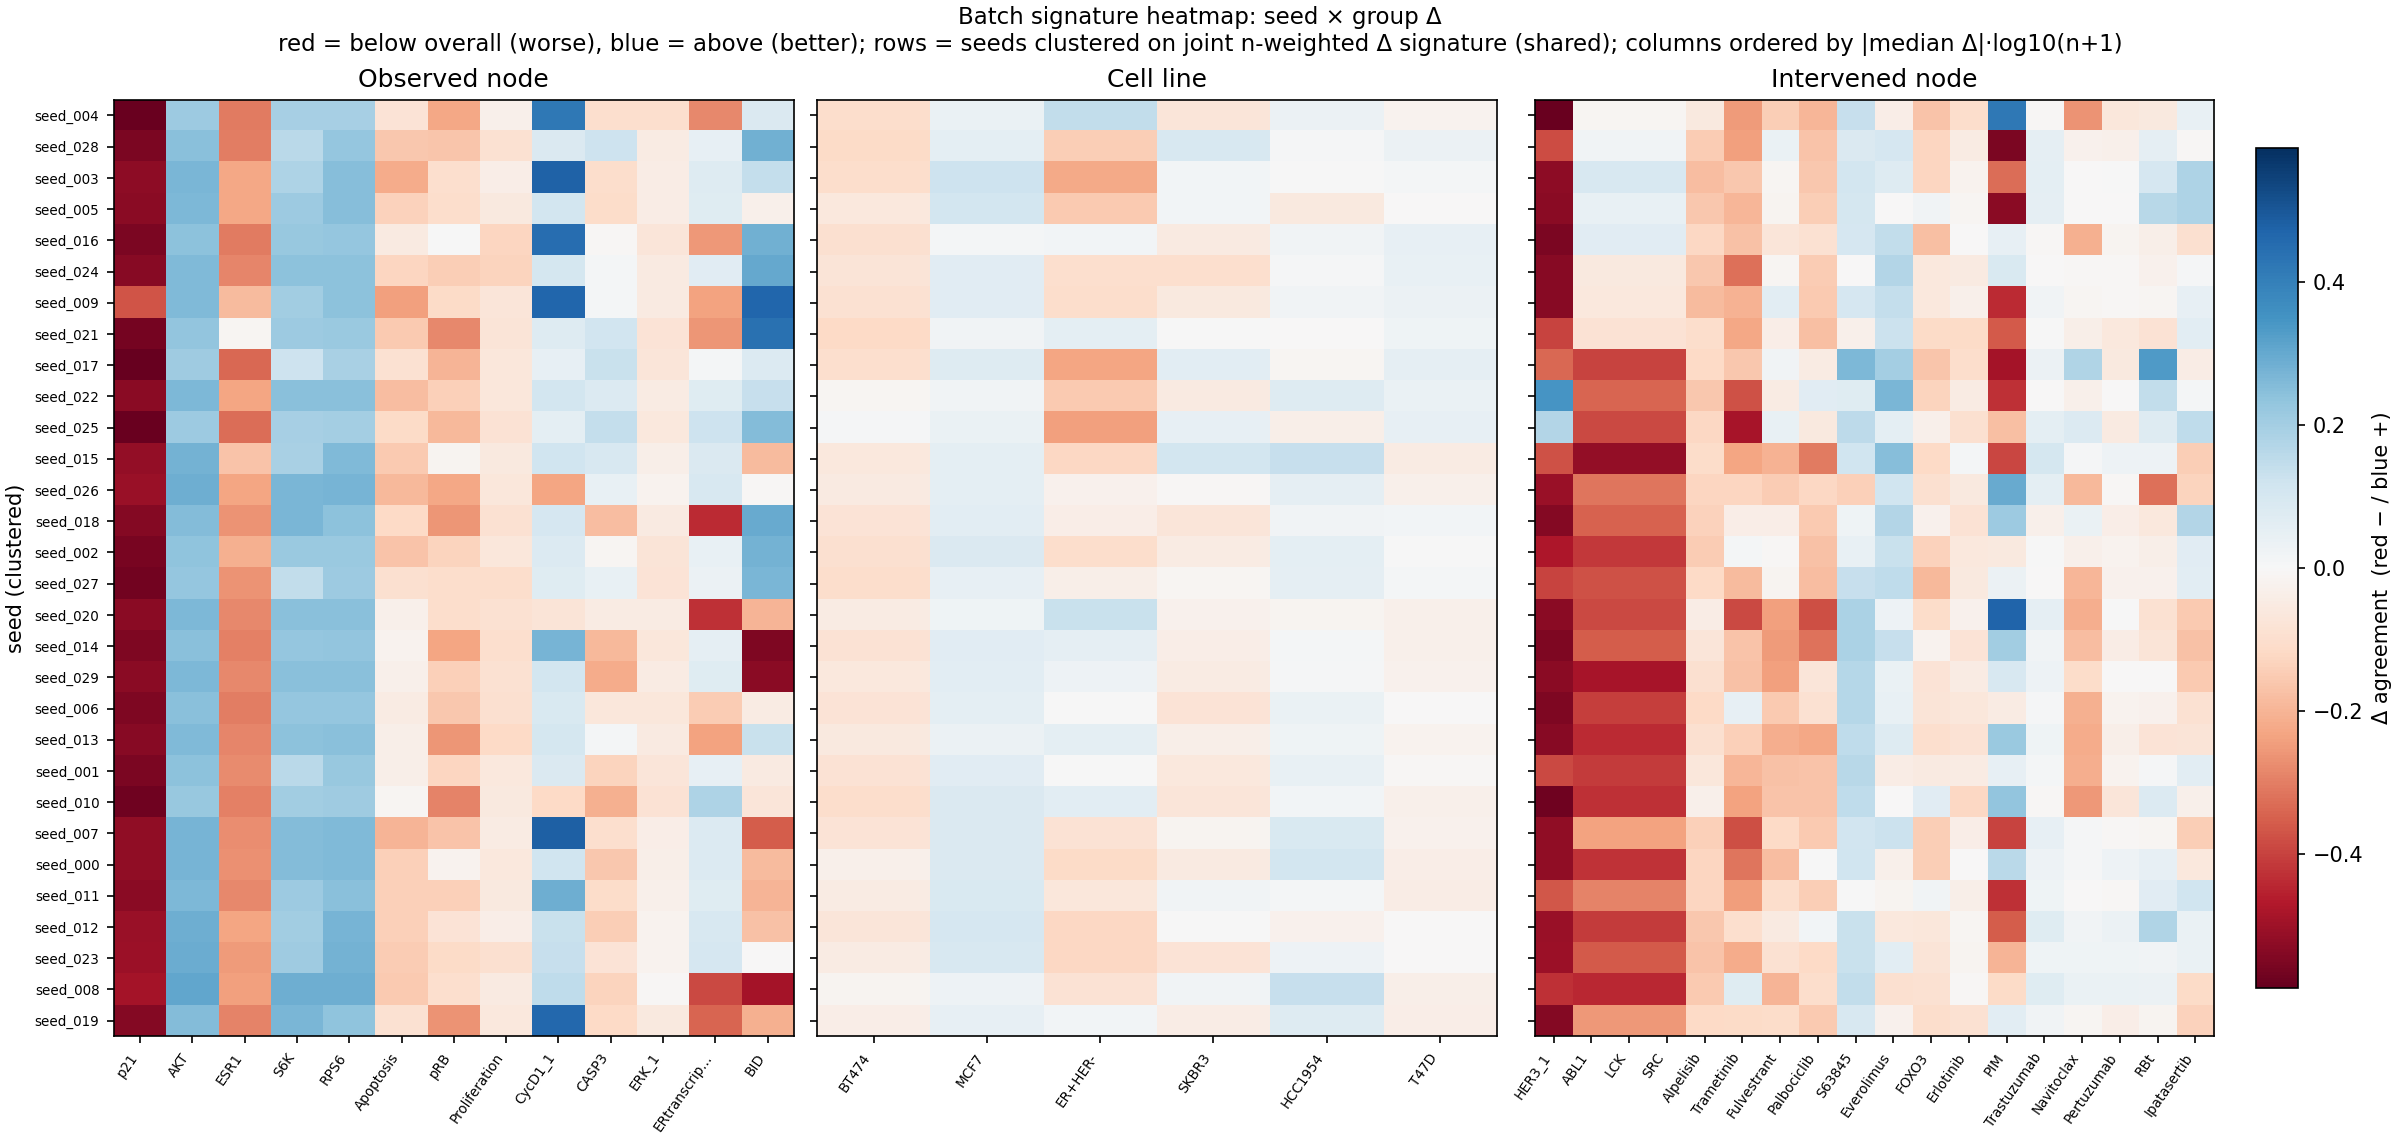 Batch signature heatmap: seed × group Δ
red = below overall (worse), blue = above (better); rows = seeds clustered on joint n-weighted Δ signature (shared); columns ordered by |median Δ|·log10(n+1)
Observed node
Cell line
Intervened node
seed (clustered)
seed_004
seed_028
seed_003
seed_005
seed_016
seed_024
seed_009
seed_021
seed_017
seed_022
seed_025
seed_015
seed_026
seed_018
seed_002
seed_027
seed_020
seed_014
seed_029
seed_006
seed_013
seed_001
seed_010
seed_007
seed_000
seed_011
seed_012
seed_023
seed_008
seed_019
p21
AKT
ESR1
S6K
RPS6
Apoptosis
pRB
Proliferation
CycD1_1
CASP3
ERK_1
ERtranscrip...
BID
BT474
MCF7
ER+HER-
SKBR3
HCC1954
T47D
HER3_1
ABL1
LCK
SRC
Alpelisib
Trametinib
Fulvestrant
Palbociclib
S63845
Everolimus
FOXO3
Erlotinib
PIM
Trastuzumab
Navitoclax
Pertuzumab
RBt
Ipatasertib
0.4
0.2
0.0
−0.2
−0.4
Δ agreement (red − / blue +)